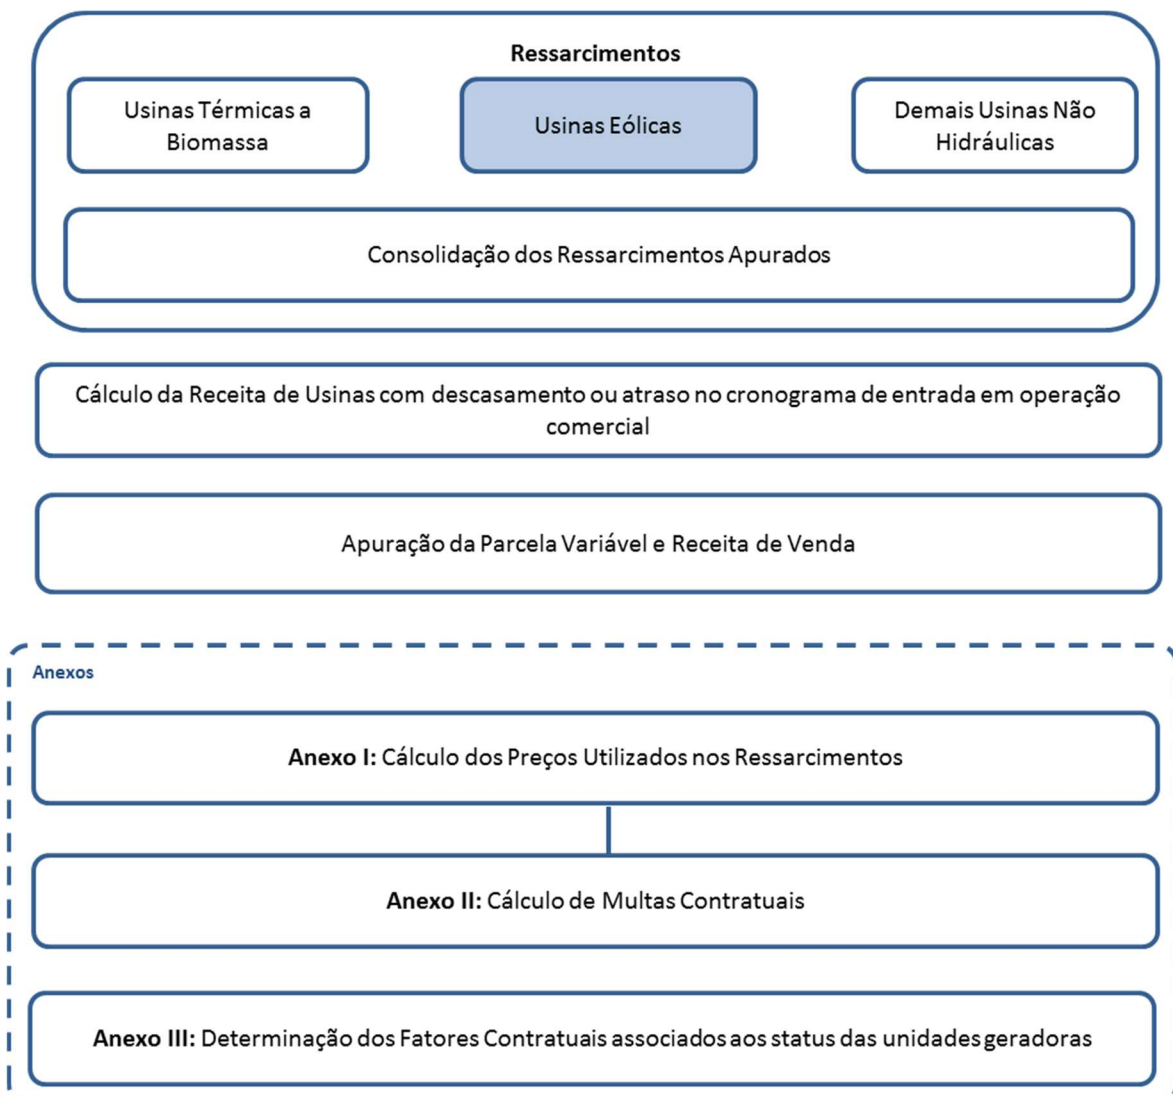 Ressarcimentos
Usinas Térmicas a
Biomassa
Usinas Eólicas
Demais Usinas Não
Hidráulicas
Consolidação dos Ressarcimentos Apurados
Cálculo da Receita de Usinas com descasamento ou atraso no cronograma de entrada em operação
comercial
Apuração da Parcela Variável e Receita de Venda
Anexos
Anexo I: Cálculo dos Preços Utilizados nos Ressarcimentos
Anexo II: Cálculo de Multas Contratuais
Anexo III: Determinação dos Fatores Contratuais associados aos status das unidades geradoras